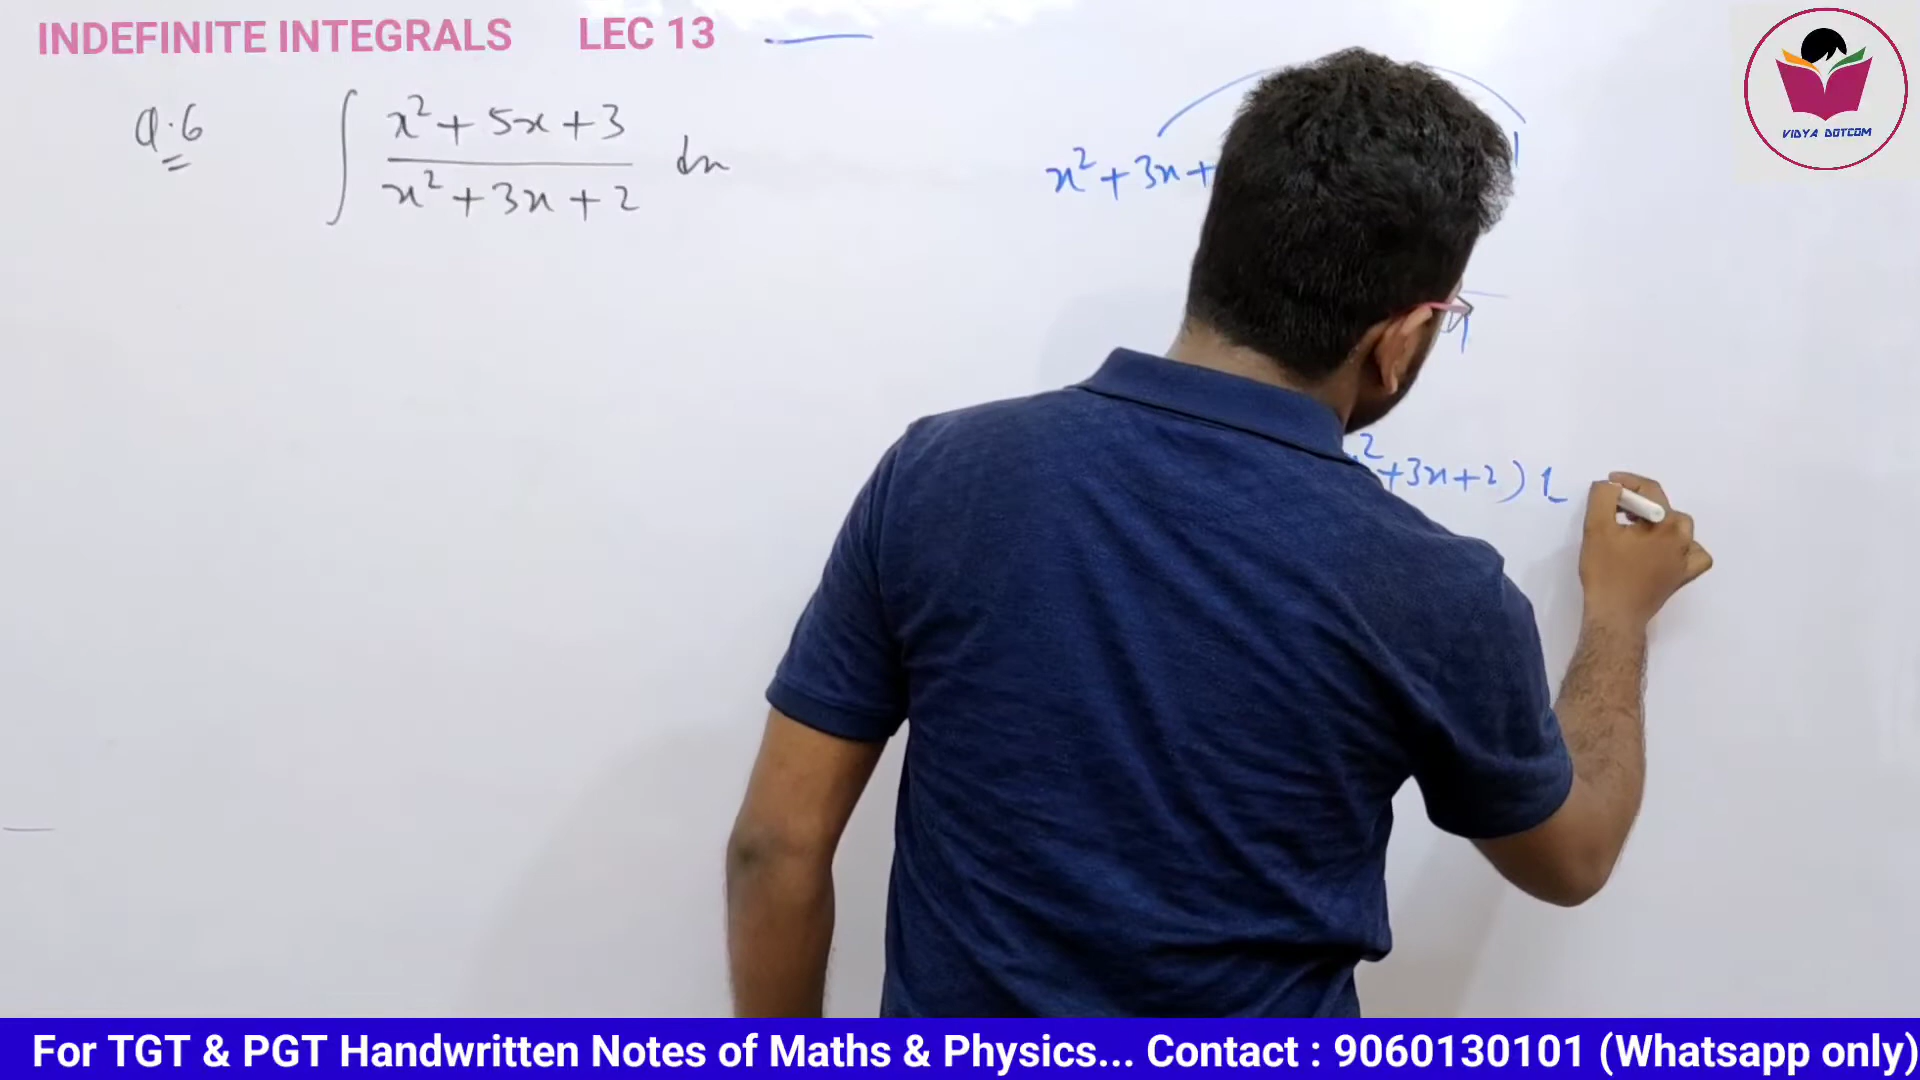 INDEFINITE INTEGRALS LEC 13
VIDYA DOTCOM
Q.6 ∫ x² + 5x + 3 / x² + 3x + 2 dx
x² + 3x +
+ 3x + 2 ) 1
For TGT & PGT Handwritten Notes of Maths & Physics... Contact : 9060130101 (Whatsapp only)